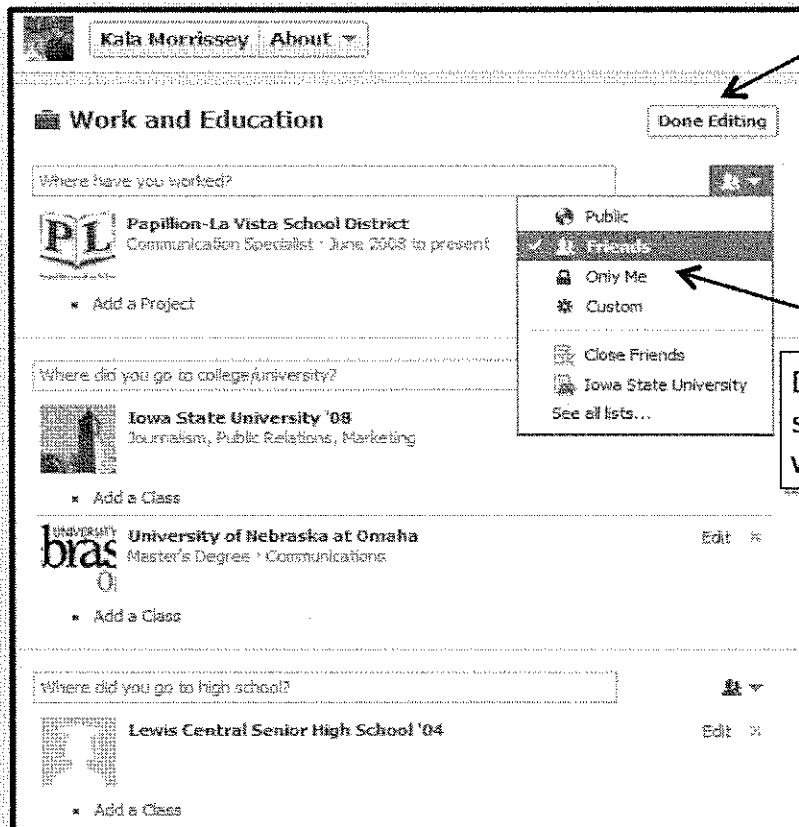 Kala Morrissey About
Work and Education
Done Editing
Where have you worked?
Papillion-La Vista School District
Communication Specialist · June 2008 to present
Add a Project
Public
Friends
Only Me
Custom
Close Friends
Iowa State University
See all lists...
Where did you go to college/university?
Iowa State University '08
Journalism, Public Relations, Marketing
Add a Class
University of Nebraska at Omaha
Master's Degree · Communications
Edit
Add a Class
Where did you go to high school?
Lewis Central Senior High School '04
Edit
Add a Class
PL
UNIVERSITY
bras
O